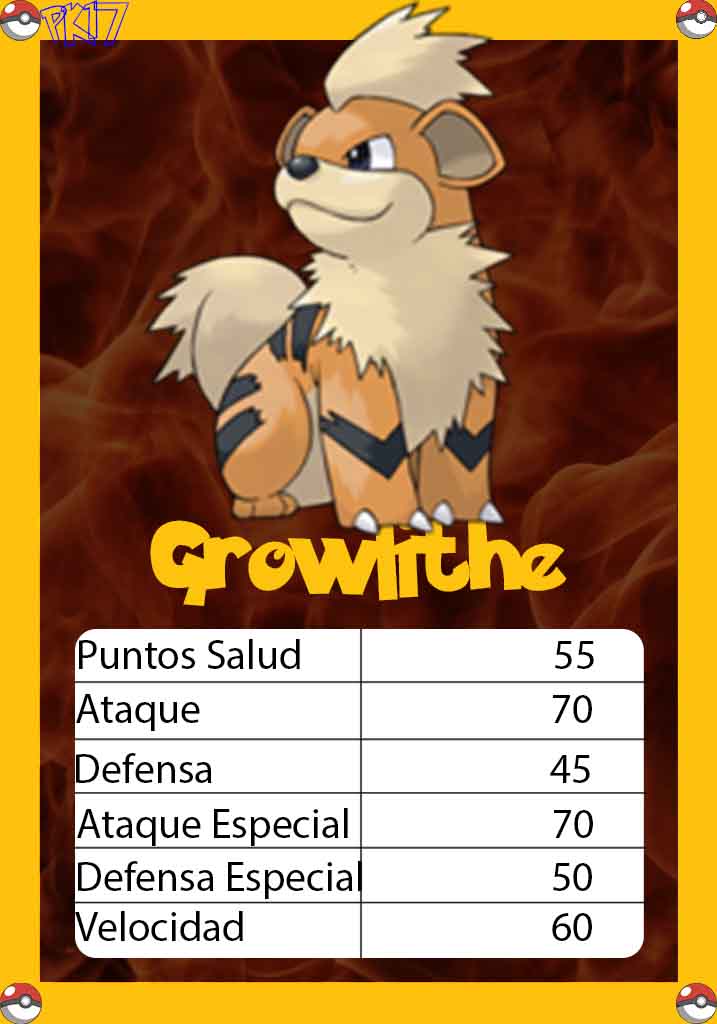 PK17
Growlithe
Puntos Salud 55
Ataque 70
Defensa 45
Ataque Especial 70
Defensa Especial 50
Velocidad 60